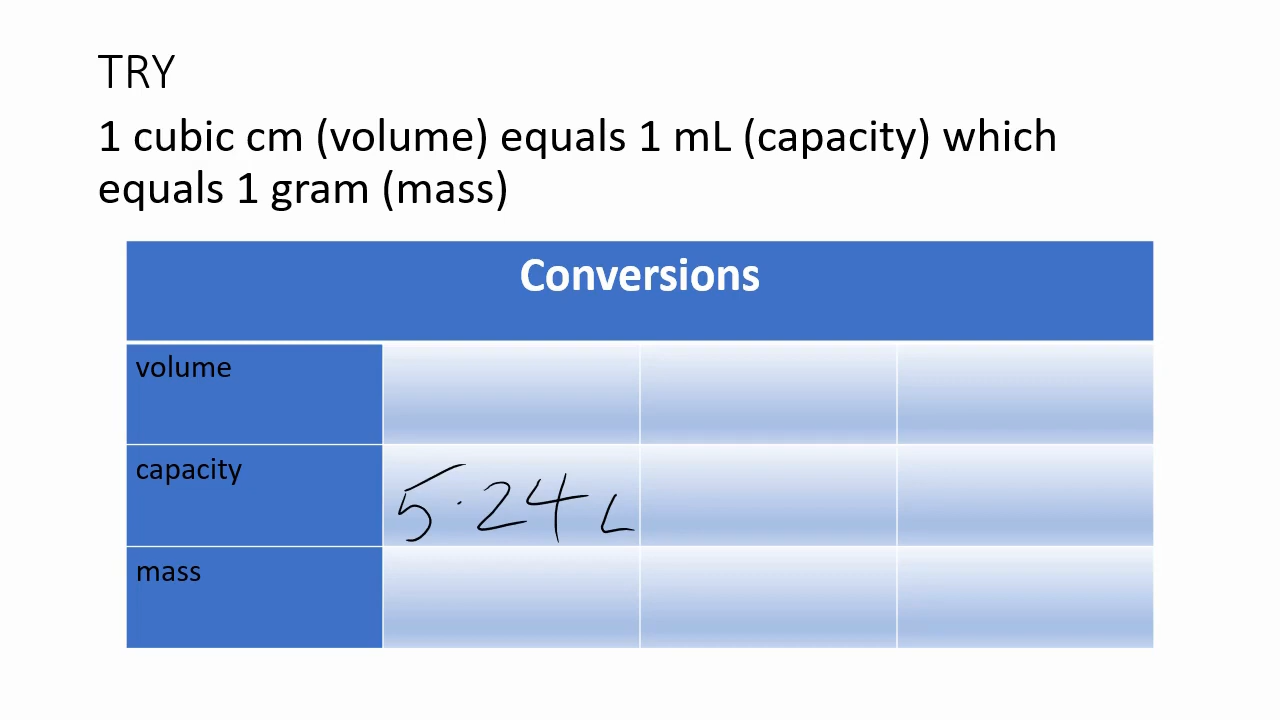 TRY
1 cubic cm (volume) equals 1 mL (capacity) which
equals 1 gram (mass)
Conversions
volume
capacity
5.24 L
mass